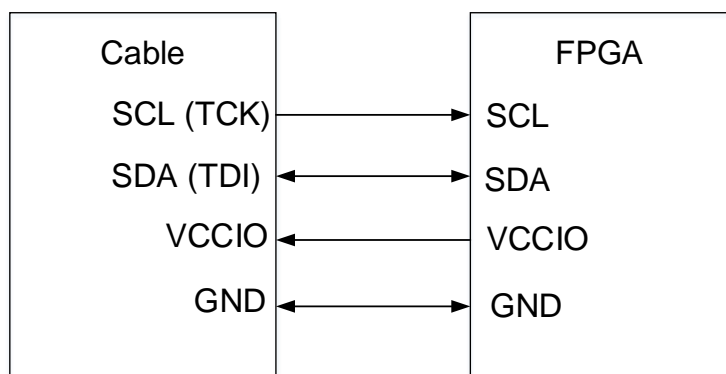 Cable
FPGA
SCL (TCK)
SCL
SDA (TDI)
SDA
VCCIO
VCCIO
GND
GND